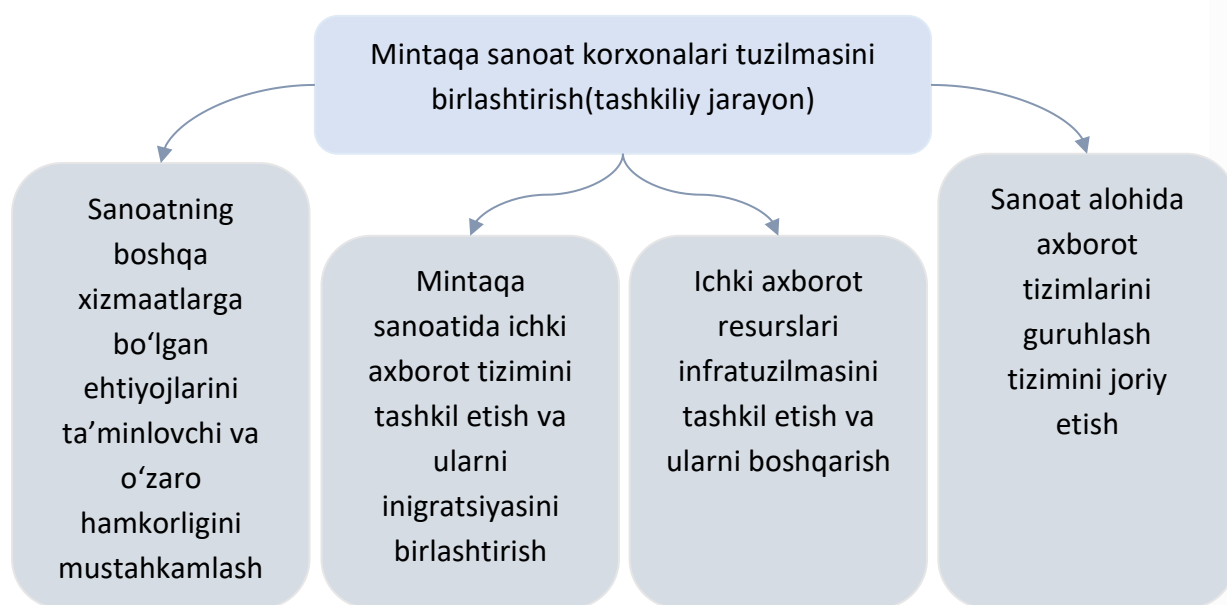 Mintaqa sanoat korxonalari tuzilmasini
birlashtirish(tashkiliy jarayon)
Sanoatning
boshqa
xizmaatlarga
bo‘lgan
ehtiyojlarini
ta’minlovchi va
o‘zaro
hamkorligini
mustahkamlash
Mintaqa
sanoatida ichki
axborot tizimini
tashkil etish va
ularni
inigratsiyasini
birlashtirish
Ichki axborot
resurslari
infratuzilmasini
tashkil etish va
ularni boshqarish
Sanoat alohida
axborot
tizimlarini
guruhlash
tizimini joriy
etish